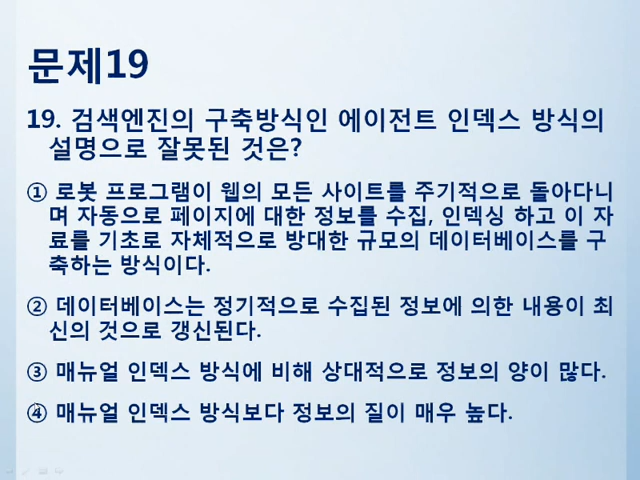 문제19
19. 검색엔진의 구축방식인 에이전트 인덱스 방식의
설명으로 잘못된 것은?
① 로봇 프로그램이 웹의 모든 사이트를 주기적으로 돌아다니
며 자동으로 페이지에 대한 정보를 수집, 인덱싱 하고 이 자
료를 기초로 자체적으로 방대한 규모의 데이터베이스를 구
축하는 방식이다.
② 데이터베이스는 정기적으로 수집된 정보에 의한 내용이 최
신의 것으로 갱신된다.
③ 매뉴얼 인덱스 방식에 비해 상대적으로 정보의 양이 많다.
④ 매뉴얼 인덱스 방식보다 정보의 질이 매우 높다.